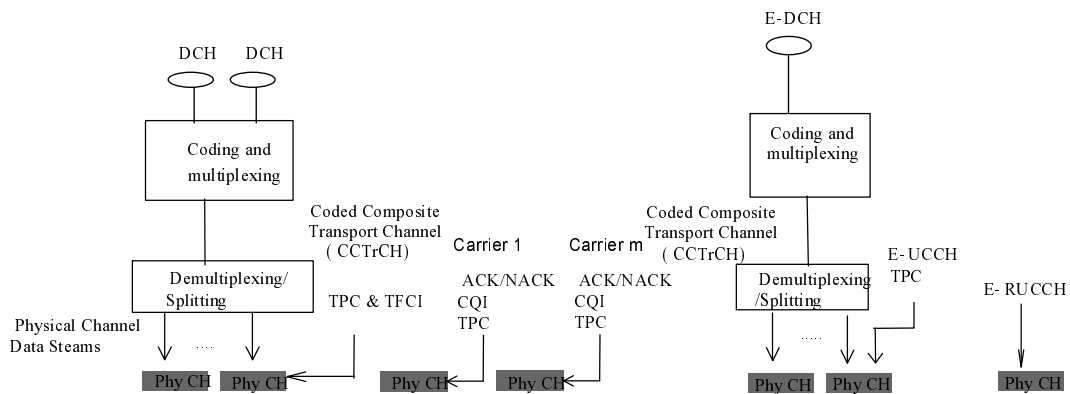 E-DCH
DCH
DCH
Coding and
multiplexing
Coding and
multiplexing
Coded Composite
Transport Channel
( CCTrCH)
Carrier 1
Carrier m
Coded Composite
Transport Channel
( CCTrCH)
Demultiplexing/
Splitting
TPC & TFCI
ACK/NACK
CQI
TPC
ACK/NACK
CQI
TPC
Demultiplexing
/Splitting
E-UCCH
TPC
E- RUCCH
Physical Channel
Data Steams
....
.....
Phy CH
Phy CH
Phy CH
Phy CH
Phy CH
Phy CH
Phy CH